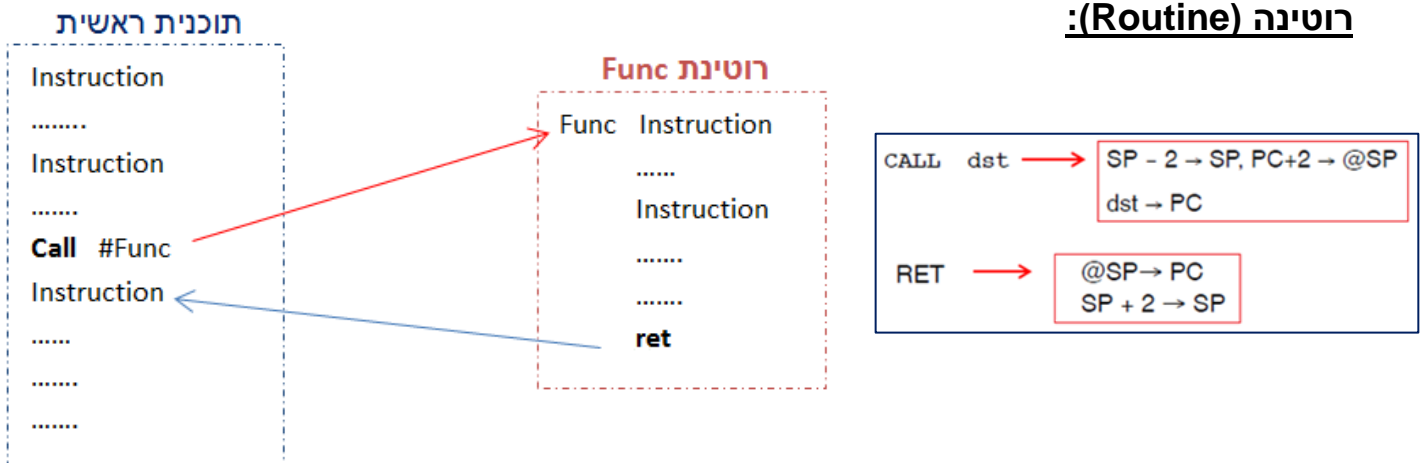 רוטינה (Routine):
תוכנית ראשית
Instruction
........
Instruction
.......
Call #Func
Instruction
......
.......
.......
רוטינת Func
Func Instruction
......
Instruction
.......
.......
ret
CALL dst → SP - 2 → SP, PC+2 → @SP
dst → PC
RET → @SP→ PC
SP + 2 → SP